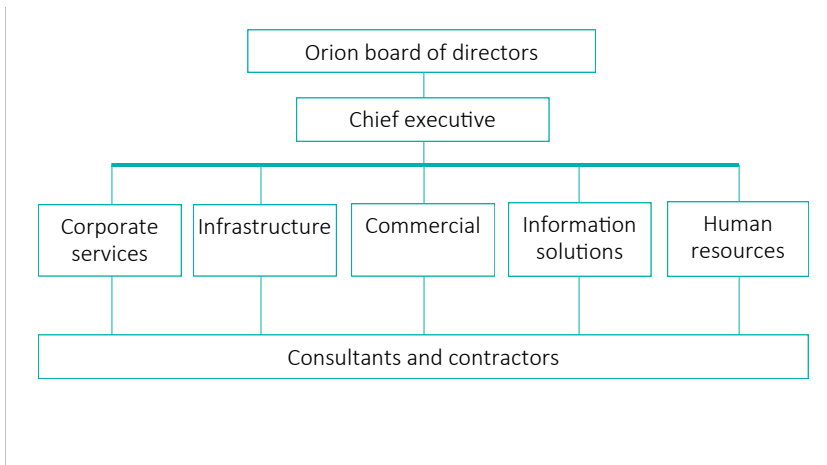 Orion board of directors
Chief executive
Corporate
services
Infrastructure
Commercial
Information
solutions
Human
resources
Consultants and contractors